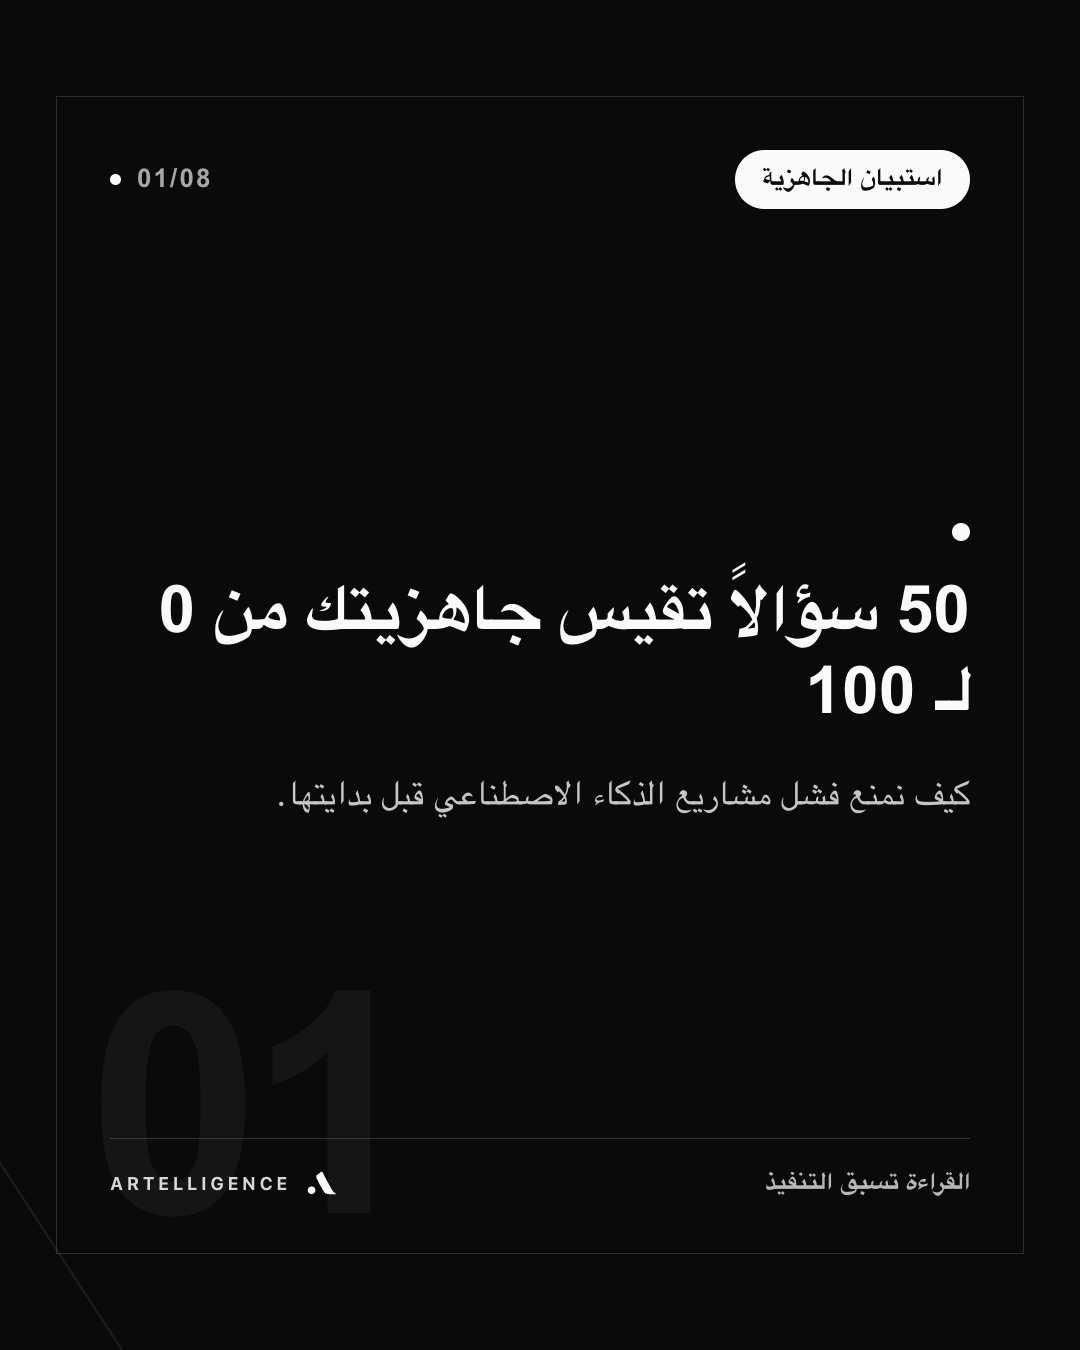 استبيان الجاهزية
01/08
50 سؤالاً تقيس جاهزيتك من 0
لـ 100
كيف نمنع فشل مشاريع الذكاء الاصطناعي قبل بدايتها.
01
القراءة تسبق التنفيذ
ARTELLIGENCE